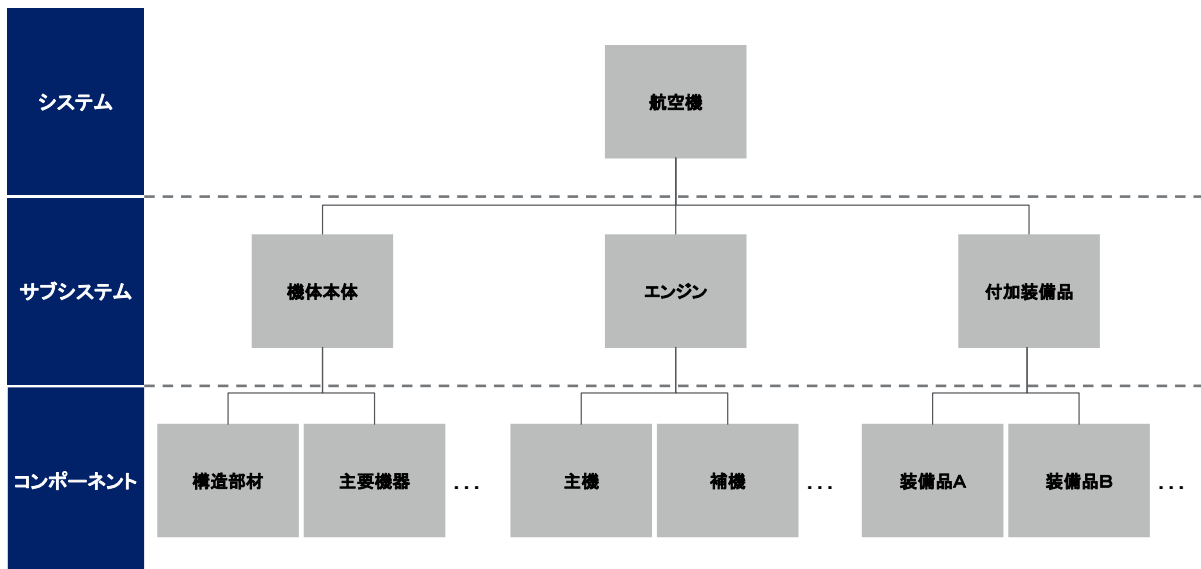 システム
航空機
サブシステム
機体本体
エンジン
付加装備品
コンポーネント
構造部材
主要機器
...
主機
補機
...
装備品A
装備品B
...